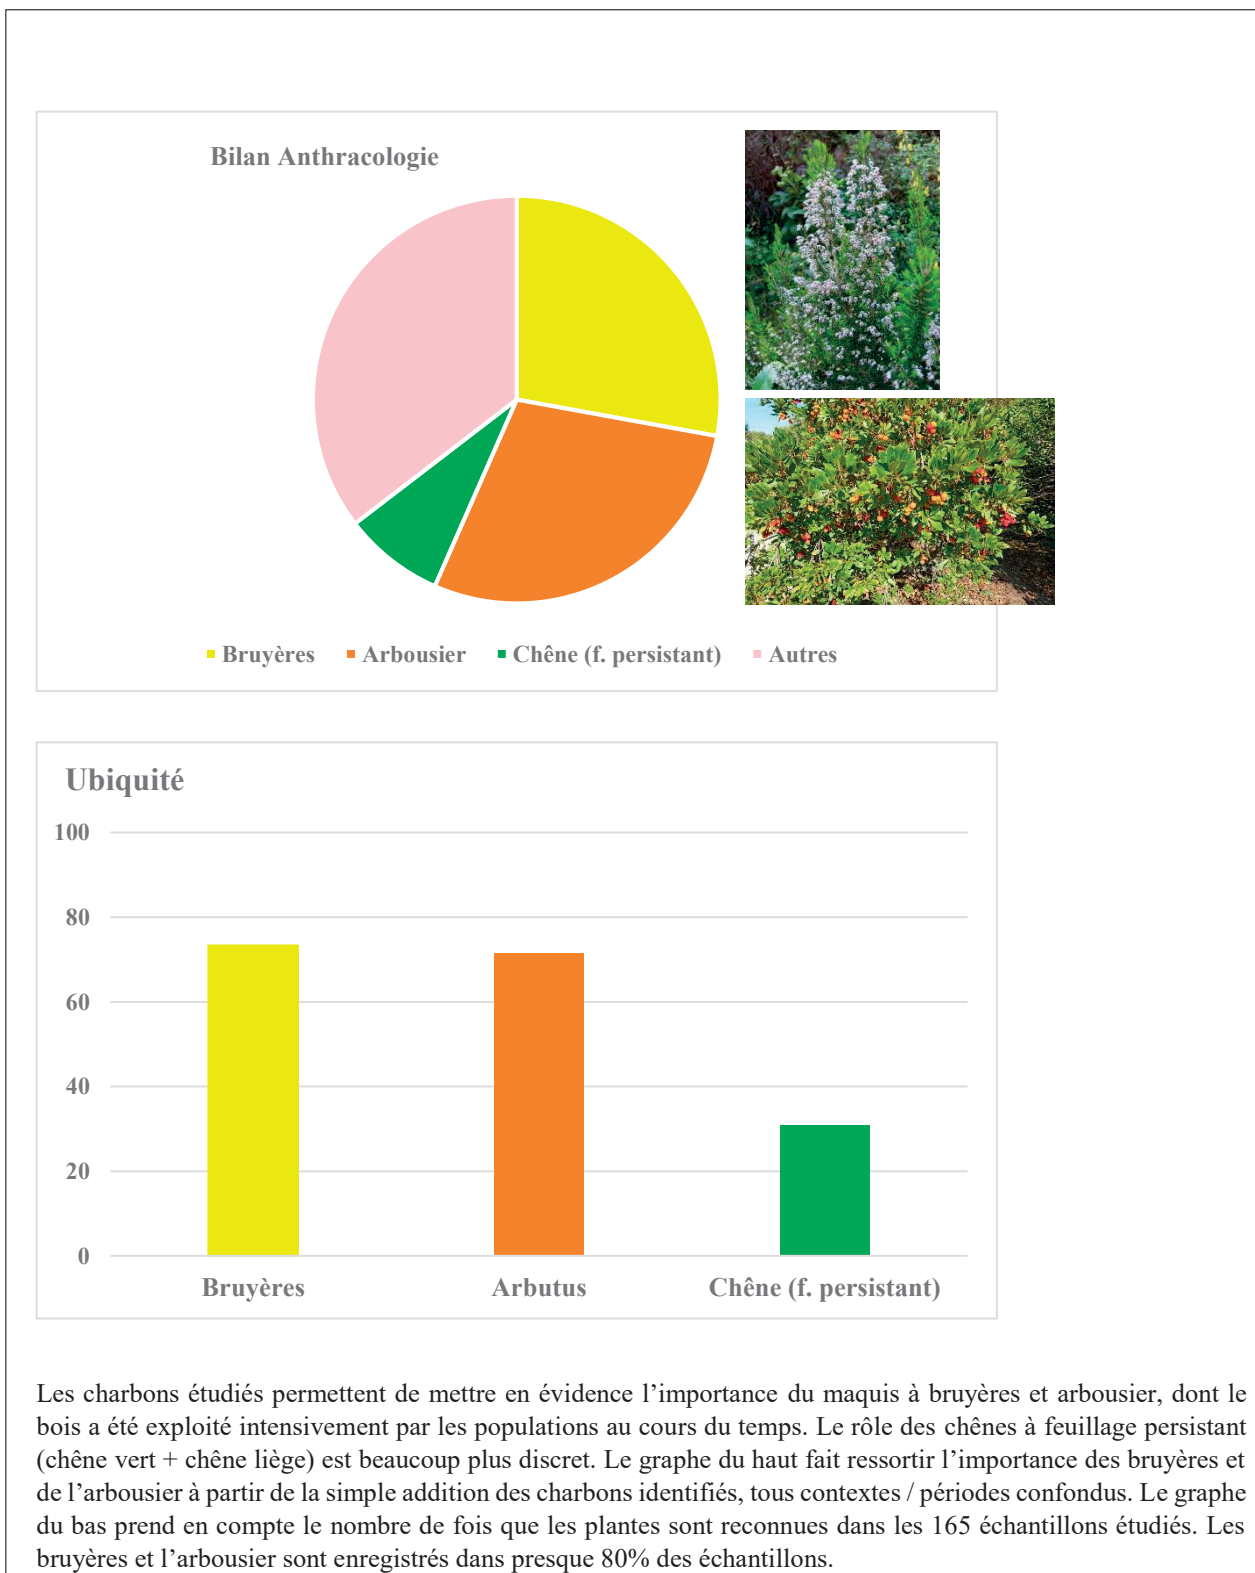 Bilan Anthracologie
Bruyères Arbousier Chêne (f. persistant) Autres
Ubiquité
100
80
60
40
20
0
Bruyères Arbutus Chêne (f. persistant)
Les charbons étudiés permettent de mettre en évidence l’importance du maquis à bruyères et arbousier, dont le
bois a été exploité intensivement par les populations au cours du temps. Le rôle des chênes à feuillage persistant
(chêne vert + chêne liège) est beaucoup plus discret. Le graphe du haut fait ressortir l’importance des bruyères et
de l’arbousier à partir de la simple addition des charbons identifiés, tous contextes / périodes confondus. Le graphe
du bas prend en compte le nombre de fois que les plantes sont reconnues dans les 165 échantillons étudiés. Les
bruyères et l’arbousier sont enregistrés dans presque 80% des échantillons.